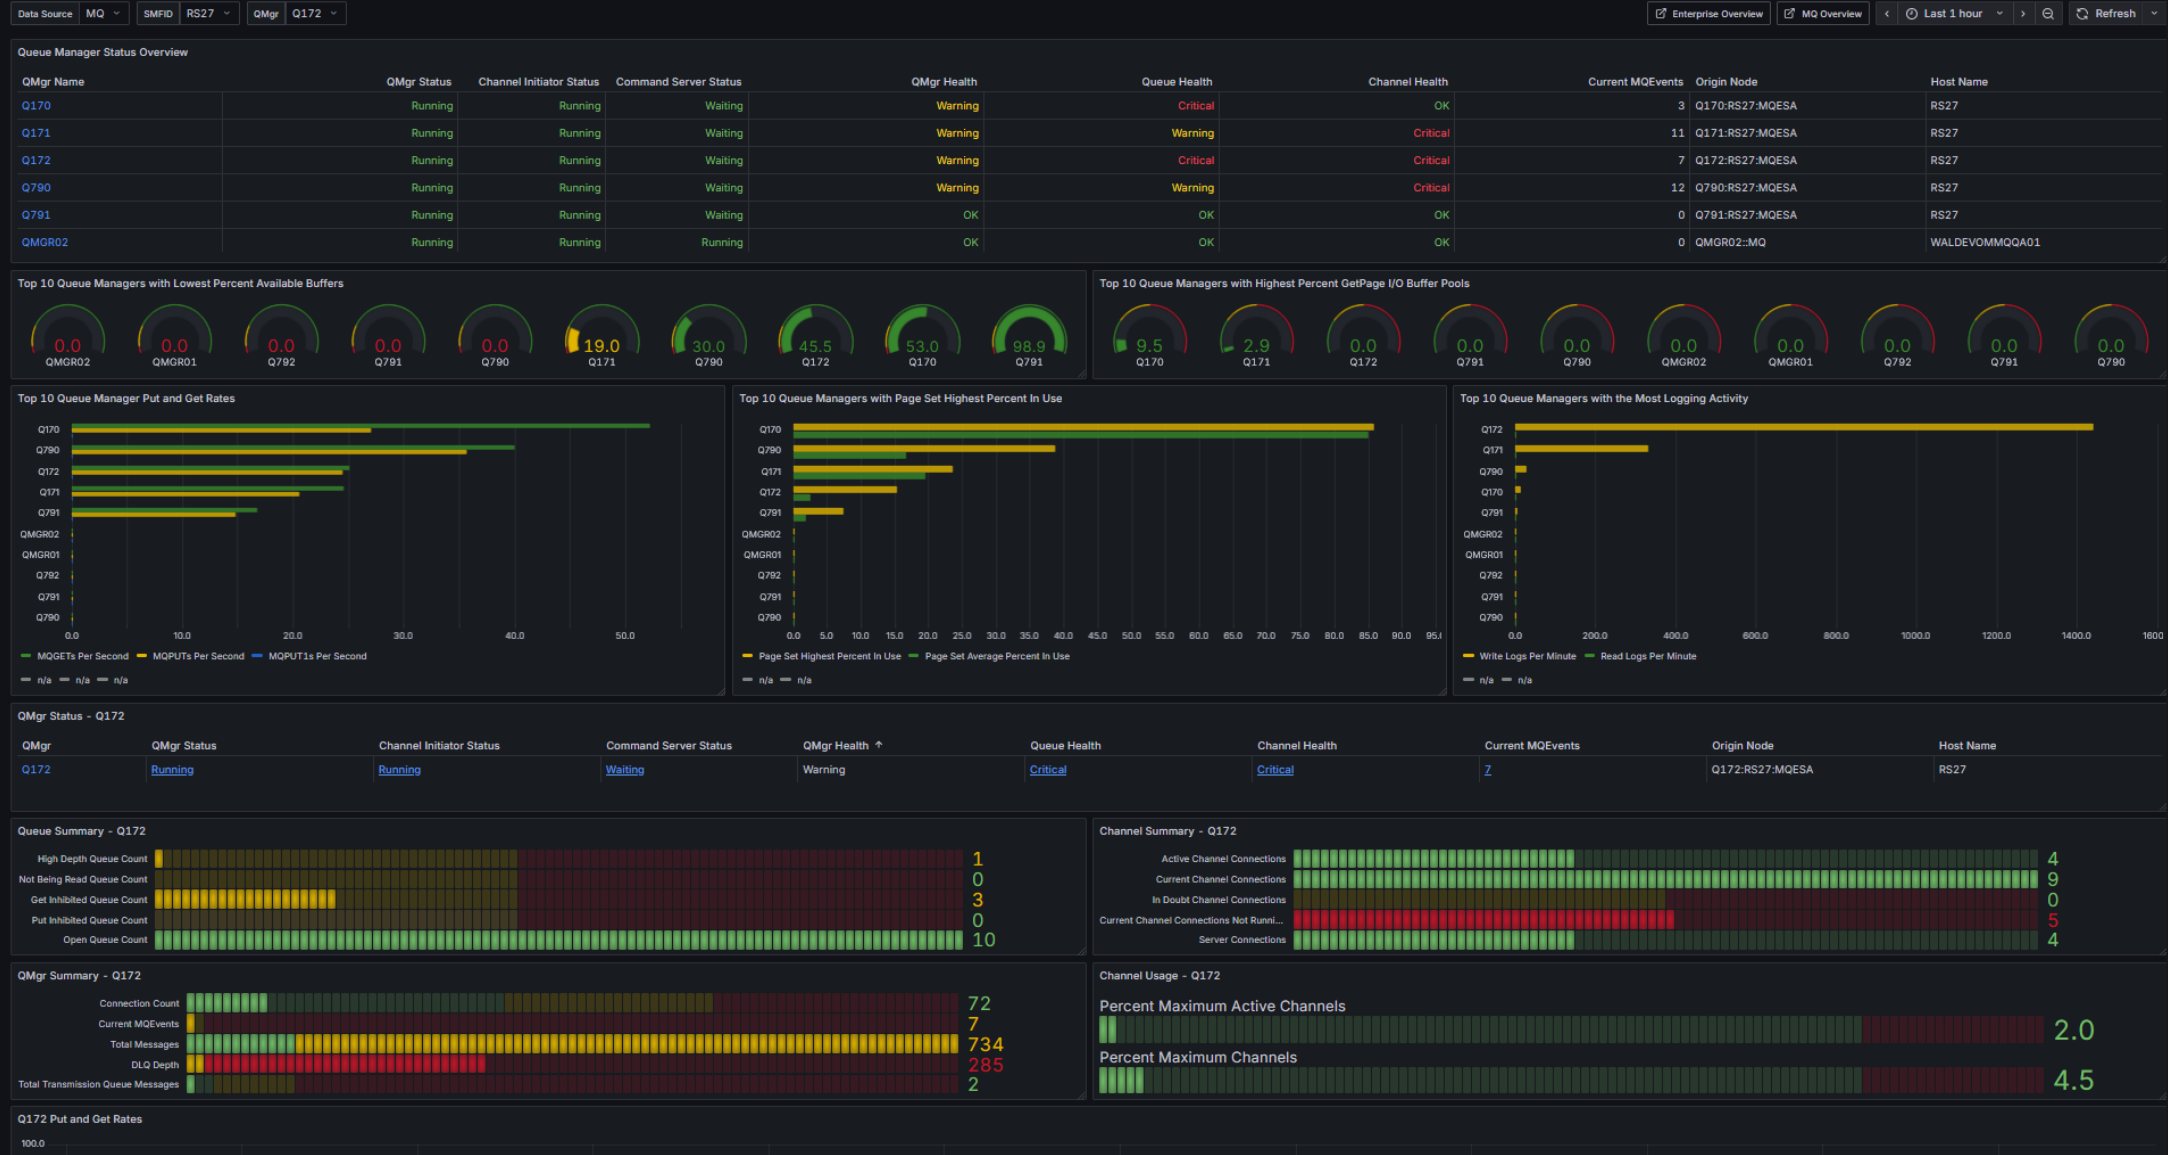 Data Source MQ SMFID RS27 QMgr Q172 Enterprise Overview MQ Overview Last 1 hour Refresh
Queue Manager Status Overview
QMgr Name QMgr Status Channel Initiator Status Command Server Status QMgr Health Queue Health Channel Health Current MQEvents Origin Node Host Name
Q170 Running Running Waiting Warning Critical OK 3 Q170:RS27:MQESA RS27
Q171 Running Running Waiting Warning Warning Critical 11 Q171:RS27:MQESA RS27
Q172 Running Running Waiting Warning Critical Critical 7 Q172:RS27:MQESA RS27
Q790 Running Running Waiting Warning Warning Critical 12 Q790:RS27:MQESA RS27
Q791 Running Running Waiting OK OK OK 0 Q791:RS27:MQESA RS27
QMGR02 Running Running Running OK OK OK 0 QMGR02::MQ WALDEVOMMQQA01
Top 10 Queue Managers with Lowest Percent Available Buffers
0.0 0.0 0.0 0.0 0.0 19.0 30.0 45.5 53.0 98.9
QMGR02 QMGR01 Q792 Q791 Q790 Q171 Q790 Q172 Q170 Q791
Top 10 Queue Managers with Highest Percent GetPage I/O Buffer Pools
9.5 2.9 0.0 0.0 0.0 0.0 0.0 0.0 0.0 0.0
Q170 Q171 Q172 Q791 Q790 QMGR02 QMGR01 Q792 Q791 Q790
Top 10 Queue Manager Put and Get Rates
Q170
Q790
Q172
Q171
Q791
QMGR02
QMGR01
Q792
Q791
Q790
0.0 10.0 20.0 30.0 40.0 50.0
MQGETs Per Second MQPUTs Per Second MQPUT1s Per Second
n/a n/a n/a
Top 10 Queue Managers with Page Set Highest Percent In Use
Q170
Q790
Q171
Q172
Q791
QMGR02
QMGR01
Q792
Q791
Q790
0.0 5.0 10.0 15.0 20.0 25.0 30.0 35.0 40.0 45.0 50.0 55.0 60.0 65.0 70.0 75.0 80.0 85.0 90.0 95.
Page Set Highest Percent In Use Page Set Average Percent In Use
n/a n/a
Top 10 Queue Managers with the Most Logging Activity
Q172
Q171
Q790
Q170
Q791
QMGR02
QMGR01
Q792
Q791
Q790
0.0 200.0 400.0 600.0 800.0 1000.0 1200.0 1400.0 1600
Write Logs Per Minute Read Logs Per Minute
n/a n/a
QMgr Status - Q172
QMgr QMgr Status Channel Initiator Status Command Server Status QMgr Health Queue Health Channel Health Current MQEvents Origin Node Host Name
Q172 Running Running Waiting Warning Critical Critical 7 Q172:RS27:MQESA RS27
Queue Summary - Q172
High Depth Queue Count 1
Not Being Read Queue Count 0
Get Inhibited Queue Count 3
Put Inhibited Queue Count 0
Open Queue Count 10
Channel Summary - Q172
Active Channel Connections 4
Current Channel Connections 9
In Doubt Channel Connections 0
Current Channel Connections Not Runni... 5
Server Connections 4
QMgr Summary - Q172
Connection Count 72
Current MQEvents 7
Total Messages 734
DLQ Depth 285
Total Transmission Queue Messages 2
Channel Usage - Q172
Percent Maximum Active Channels
2.0
Percent Maximum Channels
4.5
Q172 Put and Get Rates
100.0